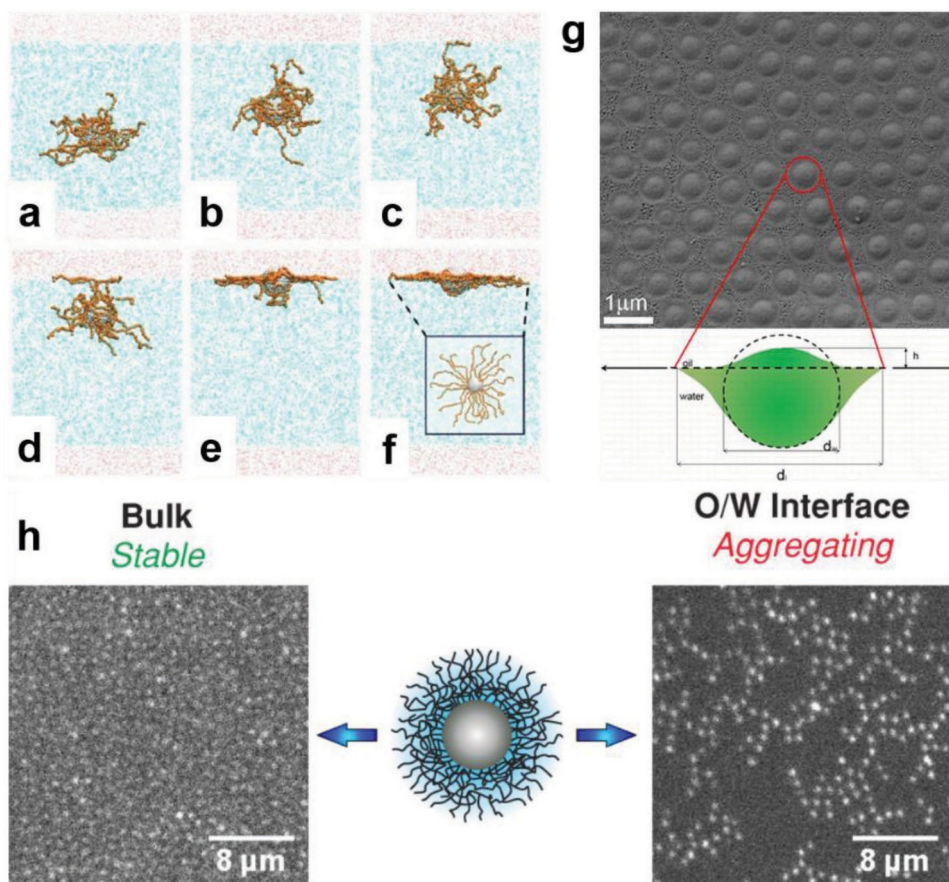 a
b
c
d
e
f
g
1µm
oil
water
h
d
d
h
Bulk
Stable
O/W Interface
Aggregating
8 µm
8 µm